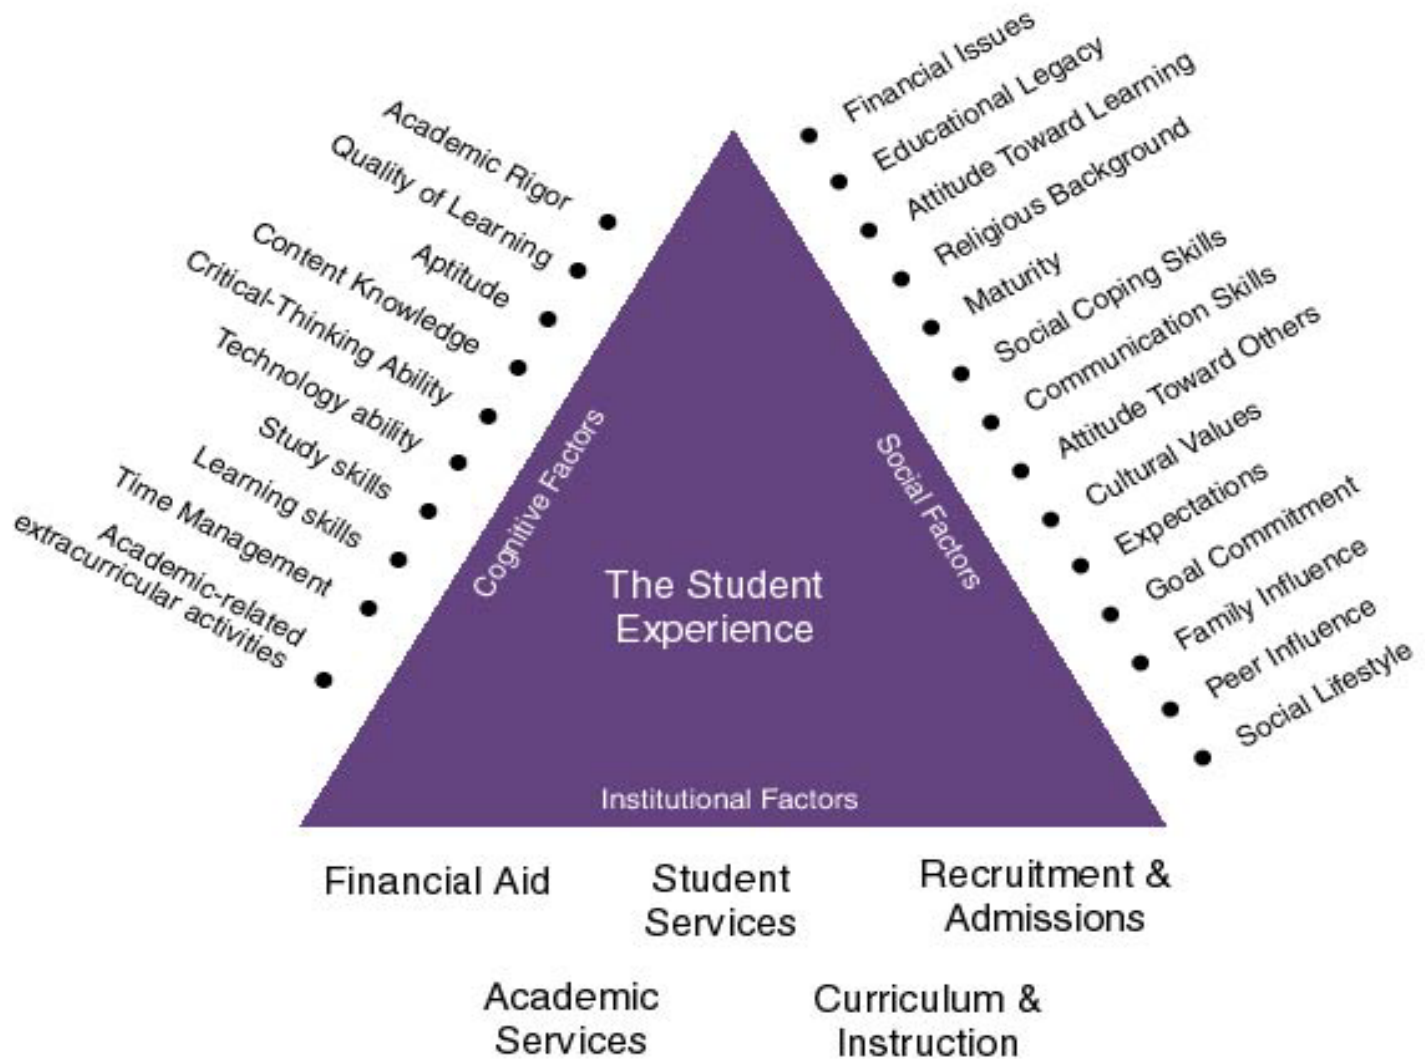 Academic Rigor
Quality of Learning
Aptitude
Content Knowledge
Critical-Thinking Ability
Technology ability
Study skills
Learning skills
Time Management
Academic-related
extracurricular activities
Financial Issues
Educational Legacy
Attitude Toward Learning
Religious Background
Maturity
Social Coping Skills
Communication Skills
Attitude Toward Others
Cultural Values
Expectations
Goal Commitment
Family Influence
Peer Influence
Social Lifestyle
Cognitive Factors
Social Factors
The Student
Experience
Institutional Factors
Financial Aid
Student
Services
Recruitment &
Admissions
Academic
Services
Curriculum &
Instruction